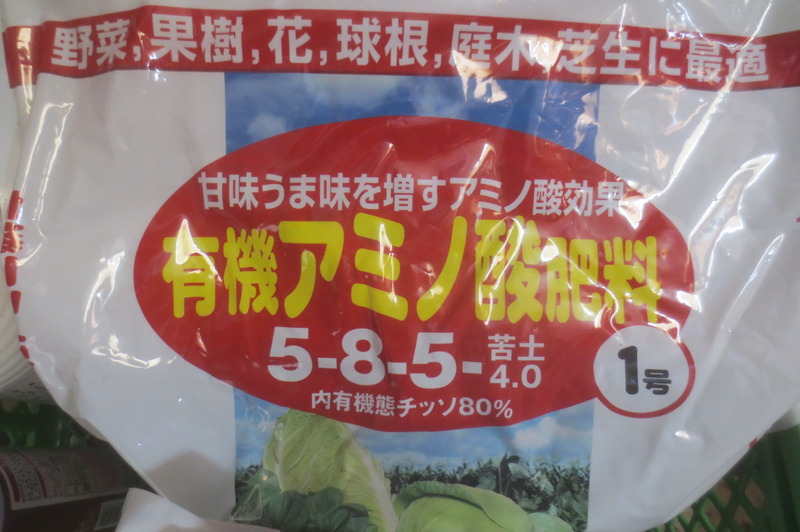 野菜,果樹,花,球根,庭木,芝生に最適
甘味うま味を増すアミノ酸効果
有機アミノ酸肥料
5-8-5-苦土4.0
内有機態チッソ80%
1号